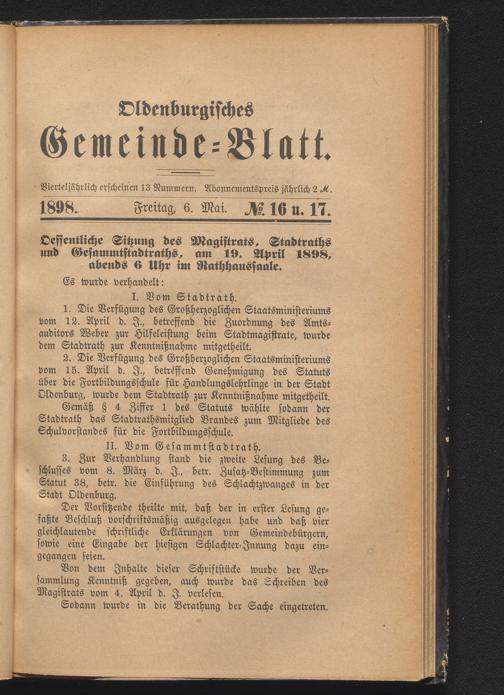 Oldenburgisches
Gemeinde-Blatt.
Vierteljährlich erscheinen 13 Nummern. Abonnementspreis jährlich 2 ℳ.
1898. Freitag, 6. Mai. № 16 u. 17.
Oeffentliche Sitzung des Magistrats, Stadtraths
und Gesammtstadtraths, am 19. April 1898,
abends 6 Uhr im Rathhaussaale.
Es wurde verhandelt:
I. Vom Stadtrath.
1. Die Verfügung des Großherzoglichen Staatsministeriums
vom 12. April d. J., betreffend die Zuordnung des Amts-
auditors Weber zur Hilfeleistung beim Stadtmagistrate, wurde
dem Stadtrath zur Kenntnißnahme mitgetheilt.
2. Die Verfügung des Großherzoglichen Staatsministeriums
vom 15. April d. J., betreffend Genehmigung des Statuts
über die Fortbildungsschule für Handlungslehrlinge in der Stadt
Oldenburg, wurde dem Stadtrath zur Kenntnißnahme mitgetheilt.
Gemäß § 4 Ziffer 1 des Statuts wählte sodann der
Stadtrath das Stadtrathsmitglied Brandes zum Mitgliede des
Schulvorstandes für die Fortbildungsschule.
II. Vom Gesammtstadtrath.
3. Zur Verhandlung stand die zweite Lesung des Be-
schlusses vom 8. März d. J., betr. Zusatz-Bestimmung zum
Statut 38, betr. die Einführung des Schlachtzwanges in der
Stadt Oldenburg.
Der Vorsitzende theilte mit, daß der in erster Lesung ge-
faßte Beschluß vorschriftsmäßig ausgelegen habe und daß vier
gleichlautende schriftliche Erklärungen von Gemeindebürgern,
sowie eine Eingabe der hiesigen Schlachter-Innung dazu ein-
gegangen seien.
Von dem Inhalte dieser Schriftstücke wurde der Ver-
sammlung Kenntniß gegeben, auch wurde das Schreiben des
Magistrats vom 4. April d. J. verlesen.
Sodann wurde in die Berathung der Sache eingetreten.